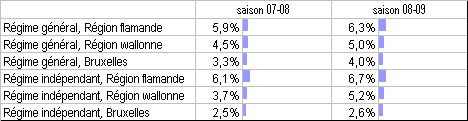 saison 07-08 saison 08-09
Régime général, Région flamande 5,9% 6,3%
Régime général, Région wallonne 4,5% 5,0%
Régime général, Bruxelles 3,3% 4,0%
Régime indépendant, Région flamande 6,1% 6,7%
Régime indépendant, Région wallonne 3,7% 5,2%
Régime indépendant, Bruxelles 2,5% 2,6%